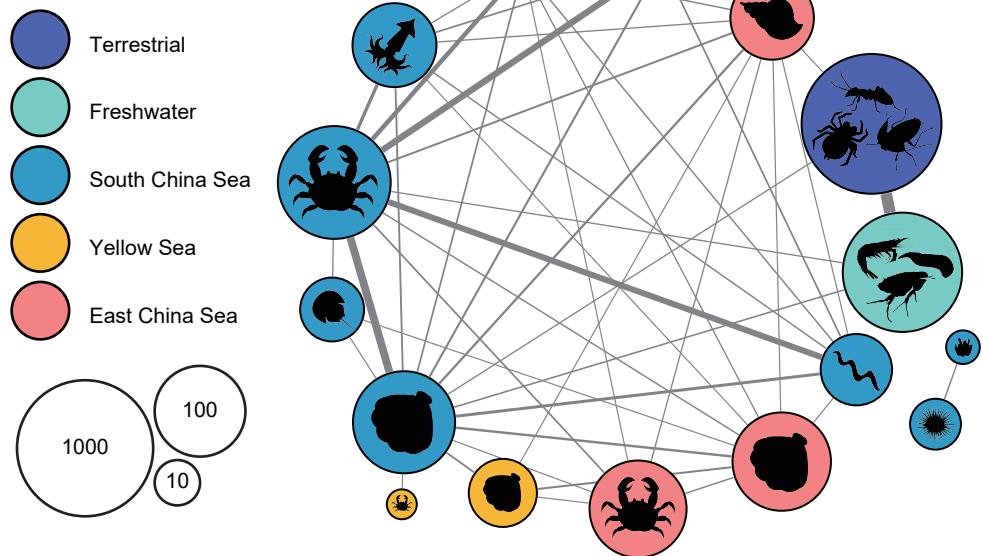 Terrestrial
Freshwater
South China Sea
Yellow Sea
East China Sea
100
1000
10